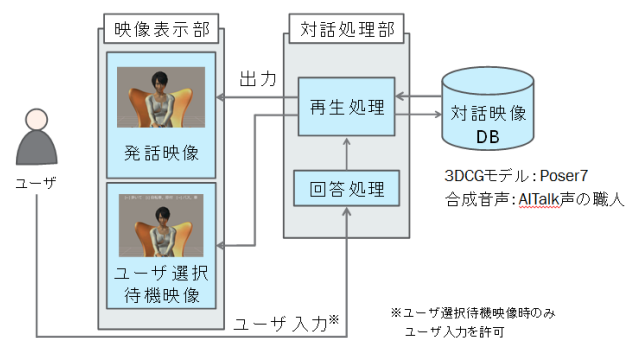 映像表示部
対話処理部
出力
再生処理
対話映像
DB
発話映像
ユーザ
回答処理
3DCGモデル：Poser7
合成音声：AITalk声の職人
ユーザ選択
待機映像
ユーザ入力※
※ユーザ選択待機映像時のみ
ユーザ入力を許可